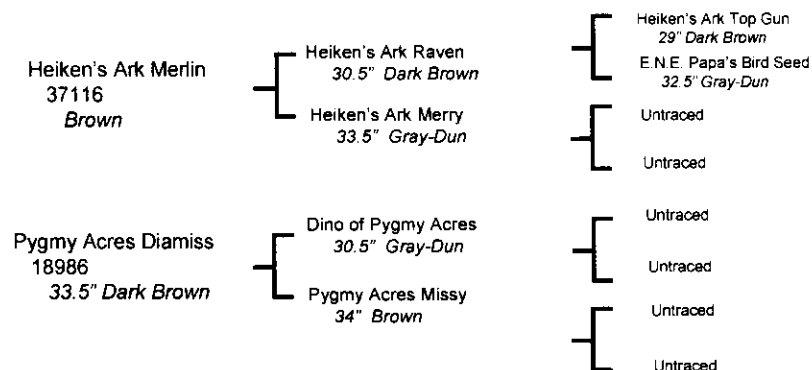 Heiken's Ark Merlin
37116
Brown
Heiken's Ark Raven
30.5" Dark Brown
Heiken's Ark Merry
33.5" Gray-Dun
Heiken's Ark Top Gun
29" Dark Brown
E.N.E. Papa's Bird Seed
32.5" Gray-Dun
Untraced
Untraced
Pygmy Acres Diamiss
18986
33.5" Dark Brown
Dino of Pygmy Acres
30.5" Gray-Dun
Pygmy Acres Missy
34" Brown
Untraced
Untraced
Untraced
Untraced